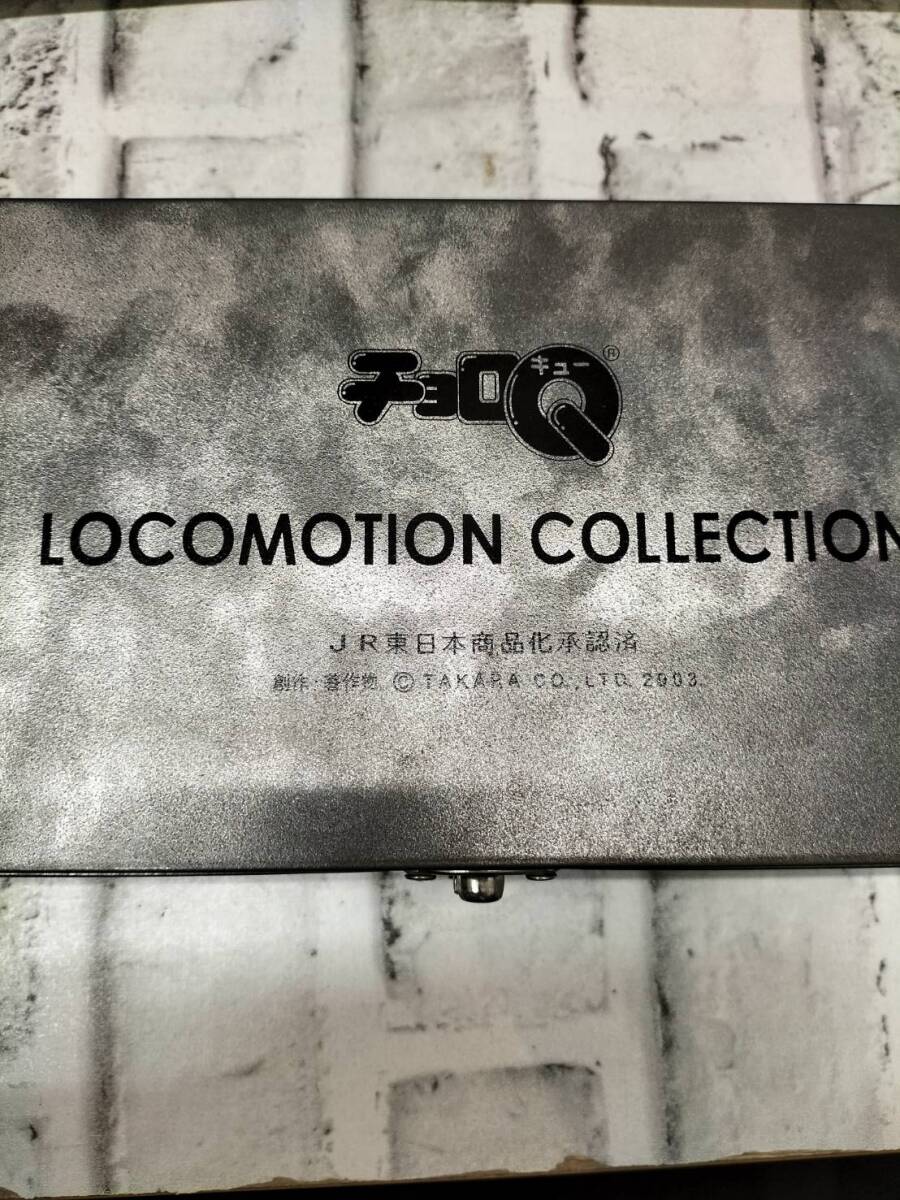 チョロQ キュー ®
LOCOMOTION COLLECTION
JR東日本商品化承認済
創作・著作物 © TAKARA CO.,LTD. 2003.